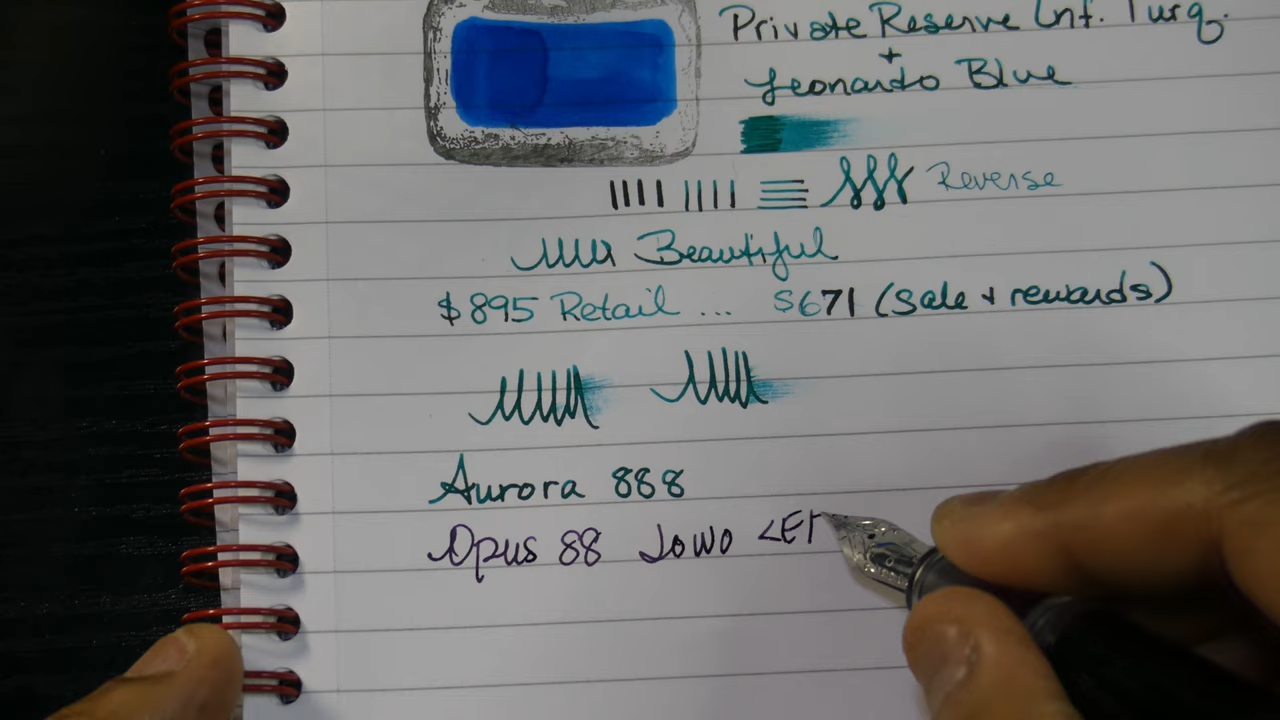 Private Reserve Inf. Turq.
+
Leonardo Blue
Reverse
Beautiful
$895 Retail ... $671 (sale + rewards)
Aurora 888
Opus 88 JOWO